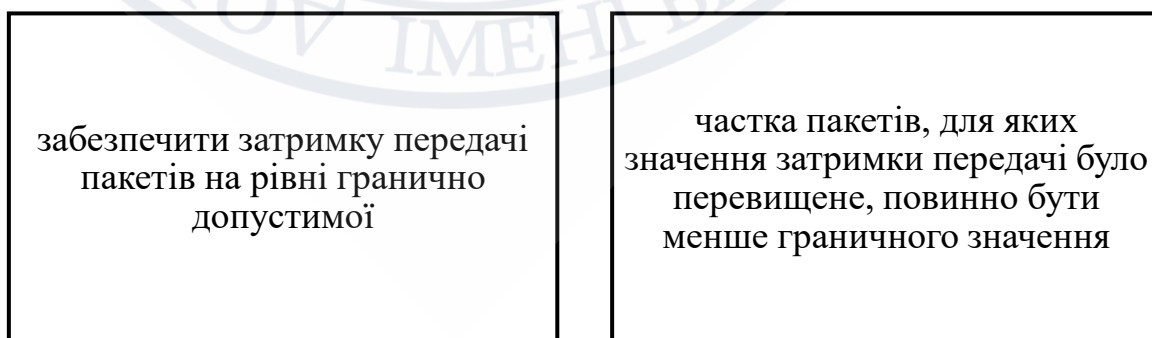 ІМЕНІ
забезпечити затримку передачі
пакетів на рівні гранично
допустимої
частка пакетів, для яких
значення затримки передачі було
перевищене, повинно бути
менше граничного значення